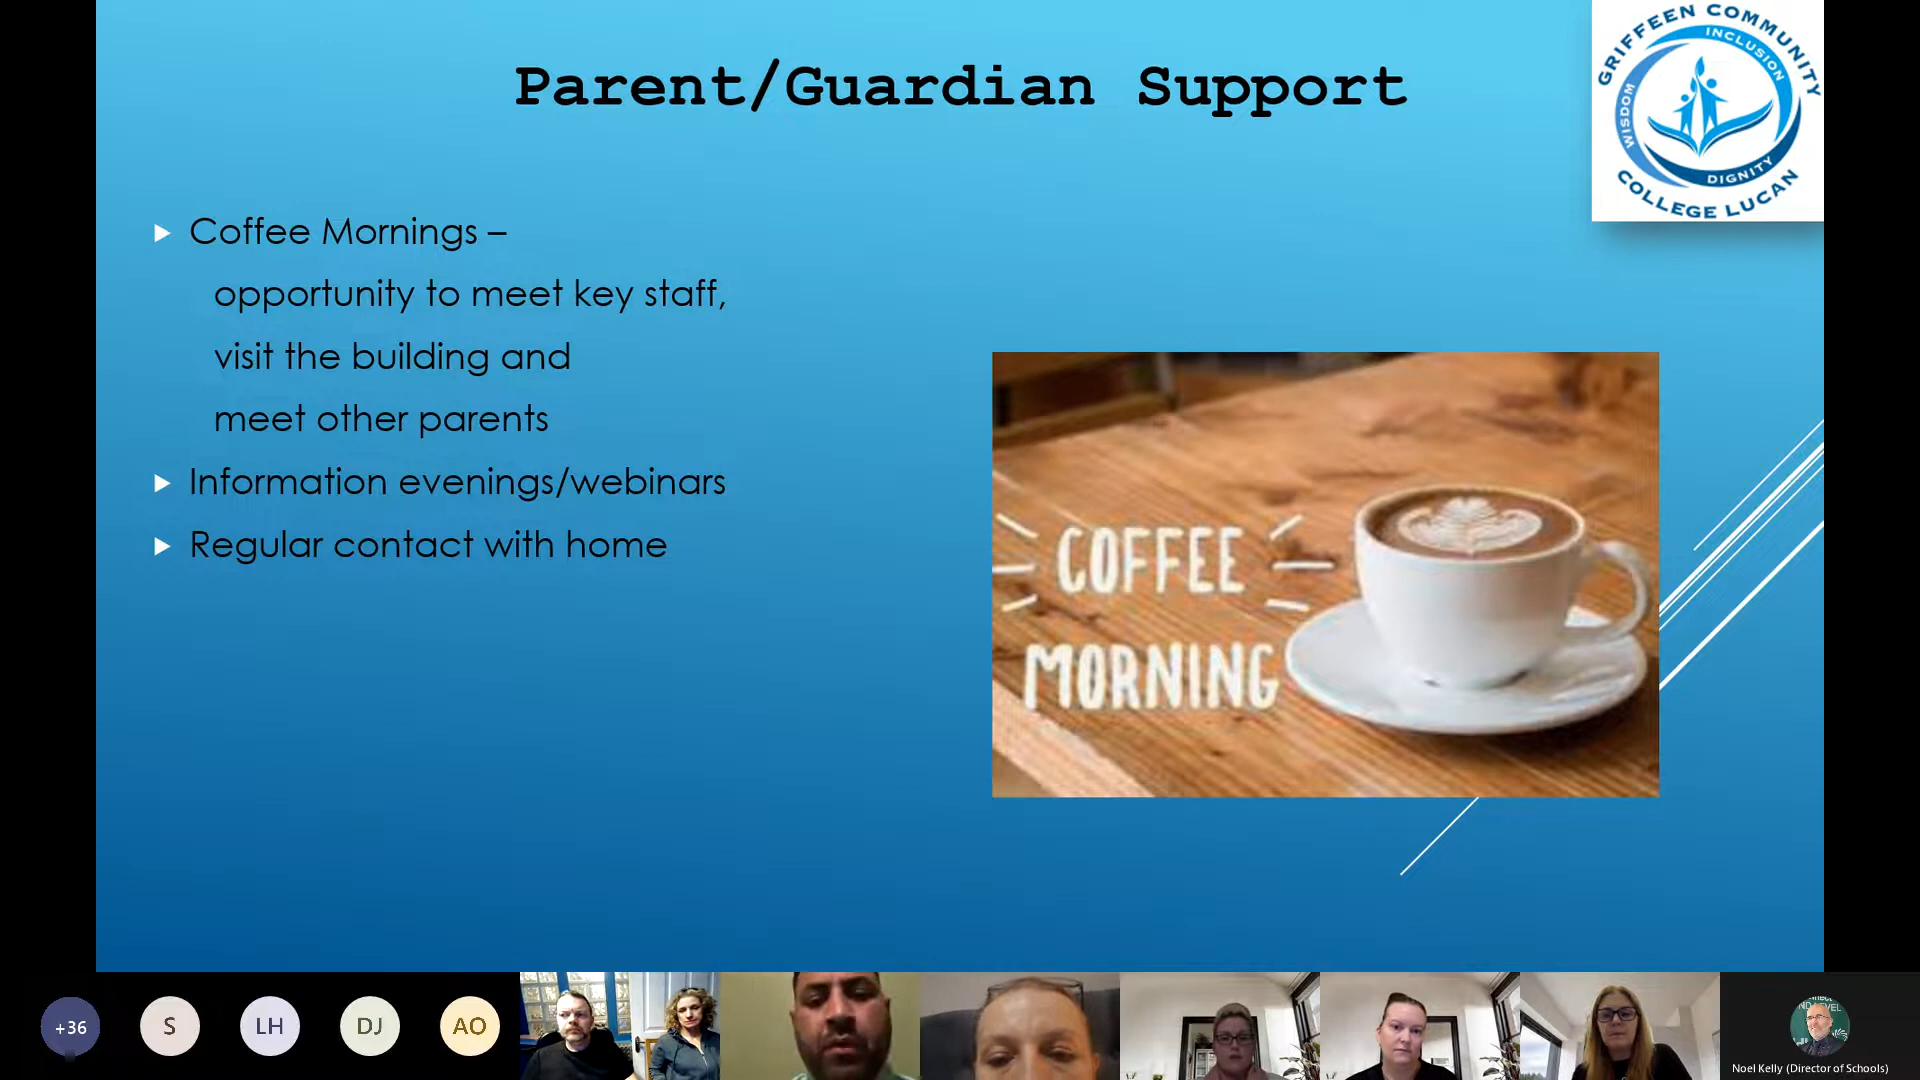 Parent/Guardian Support
GRIFFEEN COMMUNITY
INCLUSION
WISDOM
DIGNITY
COLLEGE LUCAN
Coffee Mornings –
opportunity to meet key staff,
visit the building and
meet other parents
Information evenings/webinars
Regular contact with home
COFFEE
MORNING
+36
S
LH
DJ
AO
Noel Kelly (Director of Schools)